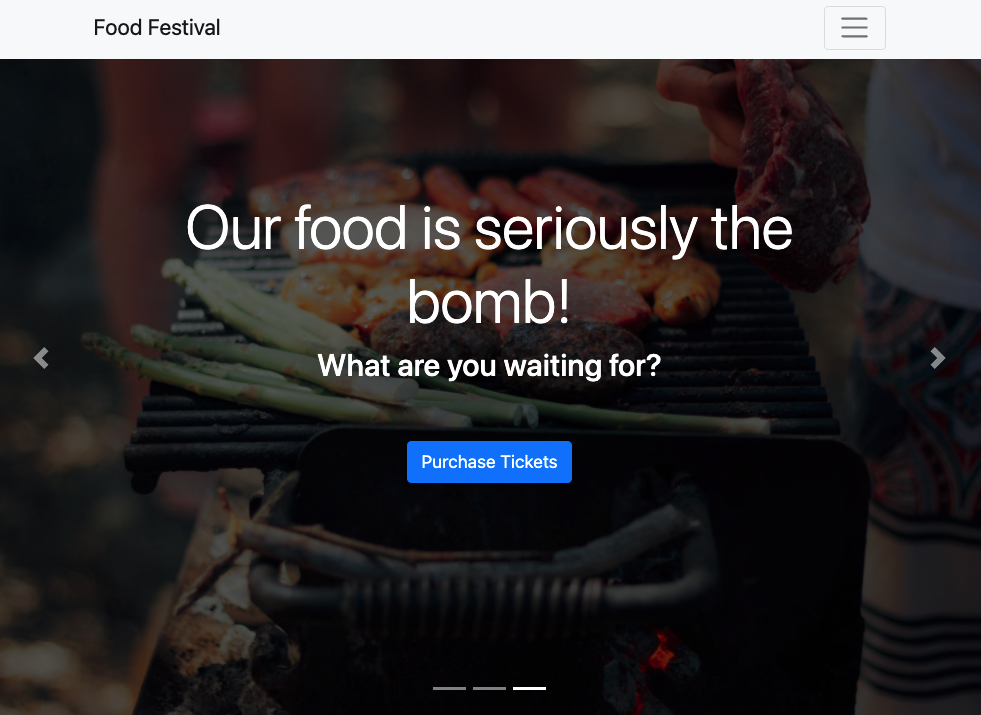 Food Festival
Our food is seriously the
bomb!
What are you waiting for?
Purchase Tickets